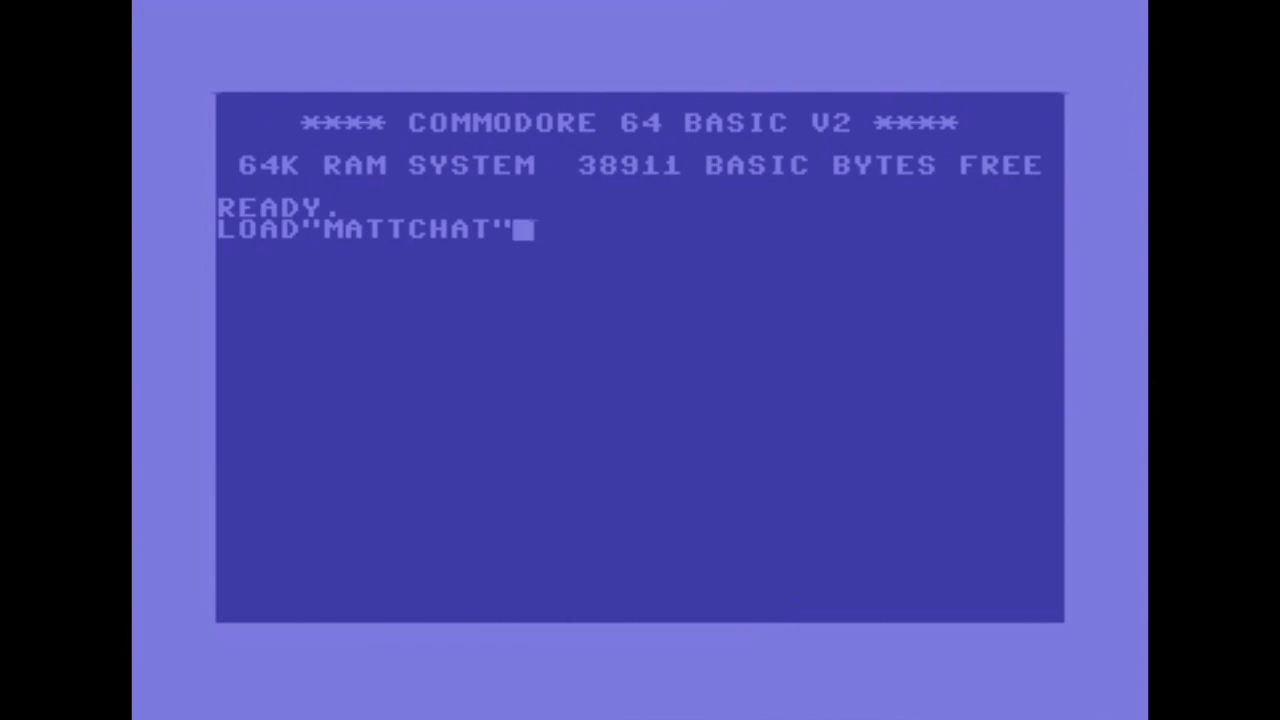 **** COMMODORE 64 BASIC V2 ****
64K RAM SYSTEM  38911 BASIC BYTES FREE
READY.
LOAD"MATTCHAT"